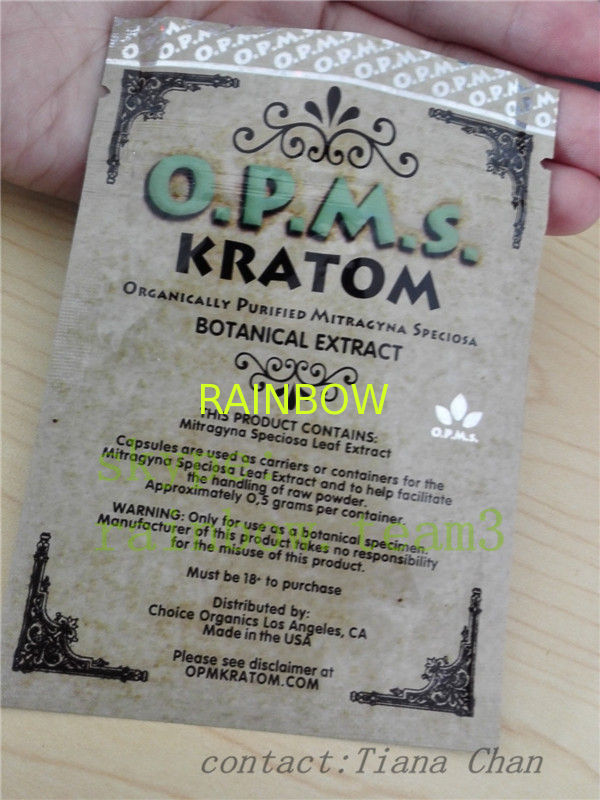 O.P.M.S. O.P.M.S. O.P.M.S. O.P.M.S.
O.P.M.S.
KRATOM
ORGANICALLY PURIFIED MITRAGYNA SPECIOSA
BOTANICAL EXTRACT
RAINBOW
THIS PRODUCT CONTAINS:
Mitragyna Speciosa Leaf Extract
O.P.M.S.
Capsules are used as carriers or containers for the
Mitragyna Speciosa Leaf Extract and to help facilitate
the handling of raw powder.
Approximately 0,5 grams per container.
WARNING: Only for use as a botanical specimen.
Manufacturer of this product takes no responsibility
for the misuse of this product.
Must be 18+ to purchase
Distributed by:
Choice Organics Los Angeles, CA
Made in the USA
Please see disclaimer at
OPMKRATOM.COM
contact:Tiana Chan